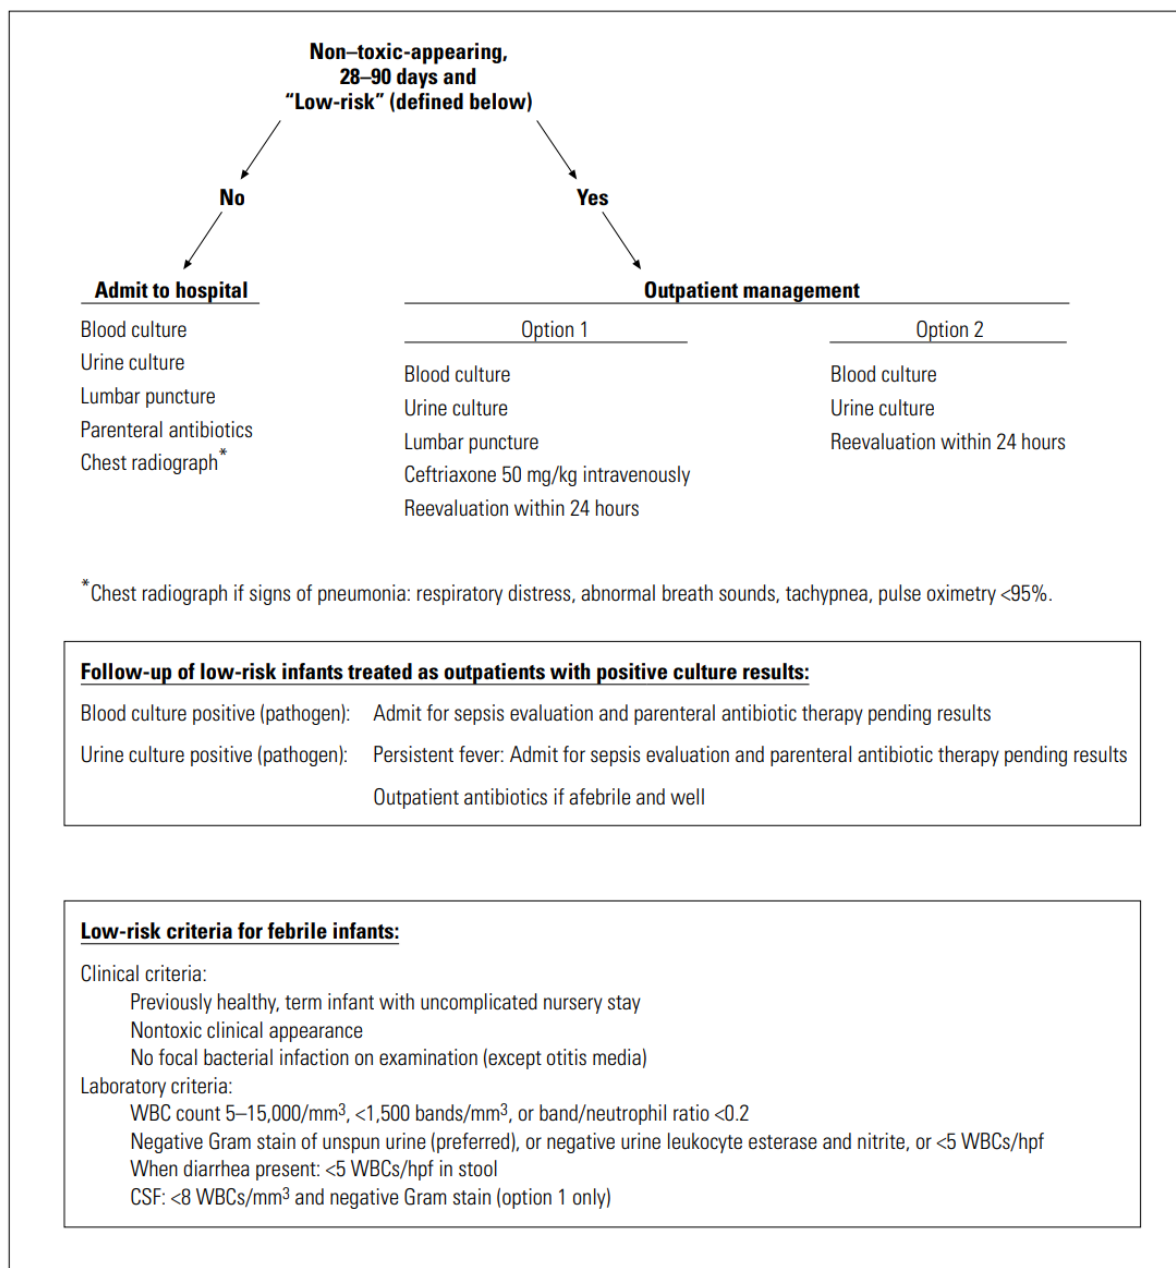 Non–toxic-appearing,
28–90 days and
“Low-risk” (defined below)
No
Yes
Admit to hospital
Blood culture
Urine culture
Lumbar puncture
Parenteral antibiotics
Chest radiograph*
Outpatient management
Option 1
Blood culture
Urine culture
Lumbar puncture
Ceftriaxone 50 mg/kg intravenously
Reevaluation within 24 hours
Option 2
Blood culture
Urine culture
Reevaluation within 24 hours
*Chest radiograph if signs of pneumonia: respiratory distress, abnormal breath sounds, tachypnea, pulse oximetry <95%.
Follow-up of low-risk infants treated as outpatients with positive culture results:
Blood culture positive (pathogen): Admit for sepsis evaluation and parenteral antibiotic therapy pending results
Urine culture positive (pathogen): Persistent fever: Admit for sepsis evaluation and parenteral antibiotic therapy pending results
Outpatient antibiotics if afebrile and well
Low-risk criteria for febrile infants:
Clinical criteria:
Previously healthy, term infant with uncomplicated nursery stay
Nontoxic clinical appearance
No focal bacterial infaction on examination (except otitis media)
Laboratory criteria:
WBC count 5–15,000/mm³, <1,500 bands/mm³, or band/neutrophil ratio <0.2
Negative Gram stain of unspun urine (preferred), or negative urine leukocyte esterase and nitrite, or <5 WBCs/hpf
When diarrhea present: <5 WBCs/hpf in stool
CSF: <8 WBCs/mm³ and negative Gram stain (option 1 only)